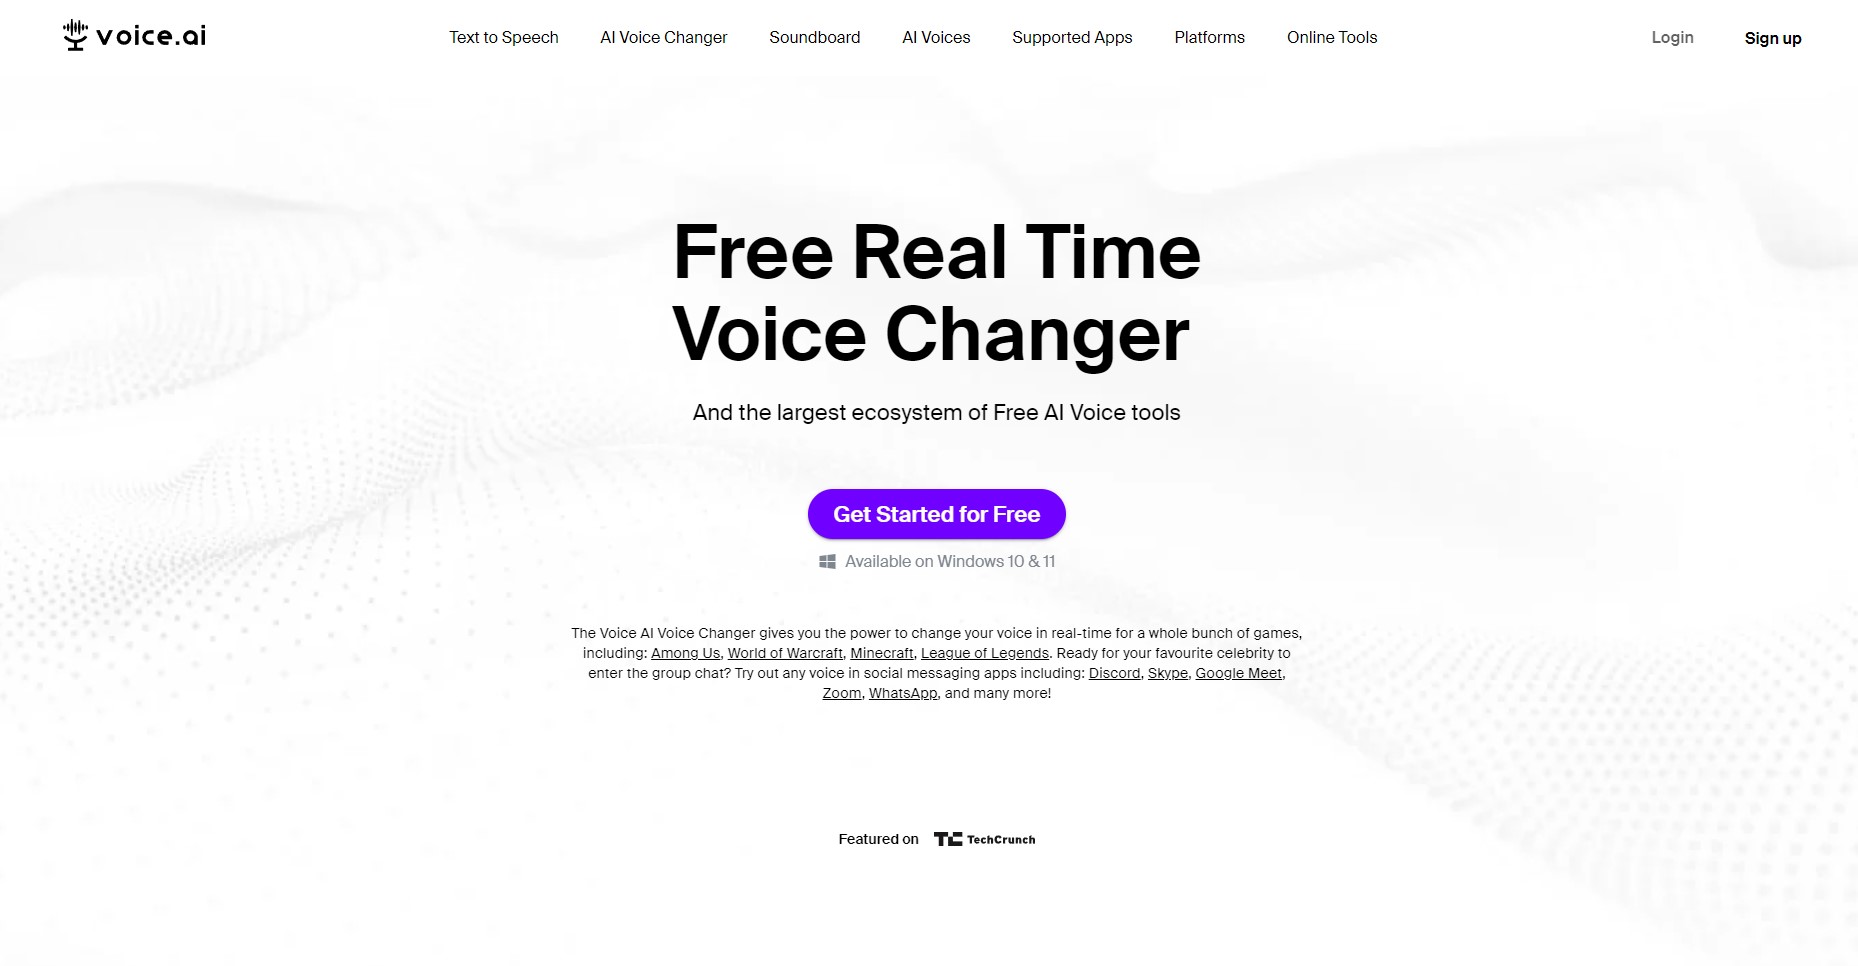 voice.ai
Text to Speech
AI Voice Changer
Soundboard
AI Voices
Supported Apps
Platforms
Online Tools
Login
Sign up
Free Real Time
Voice Changer
And the largest ecosystem of Free AI Voice tools
Get Started for Free
Available on Windows 10 & 11
The Voice AI Voice Changer gives you the power to change your voice in real-time for a whole bunch of games,
including: Among Us, World of Warcraft, Minecraft, League of Legends. Ready for your favourite celebrity to
enter the group chat? Try out any voice in social messaging apps including: Discord, Skype, Google Meet,
Zoom, WhatsApp, and many more!
Featured on TC TechCrunch